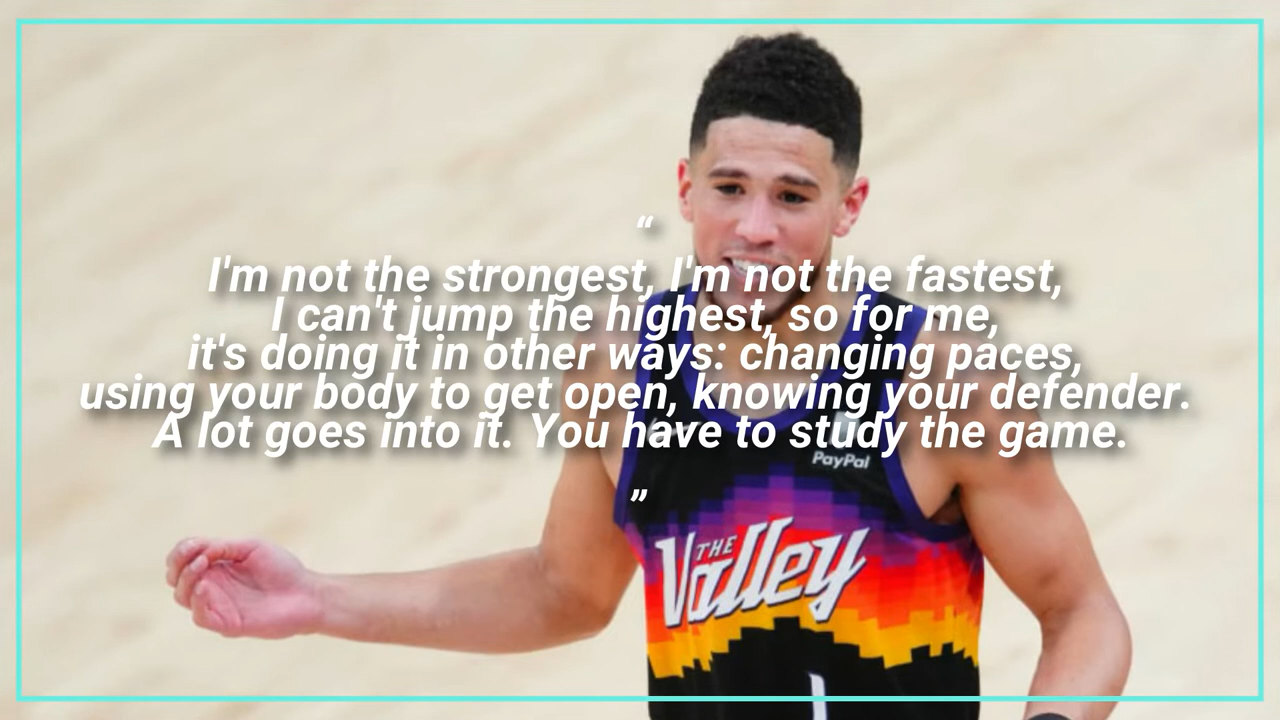 “
I'm not the strongest, I'm not the fastest,
I can't jump the highest, so for me,
it's doing it in other ways: changing paces,
using your body to get open, knowing your defender.
A lot goes into it. You have to study the game.
”
PayPal
THE
Valley
1